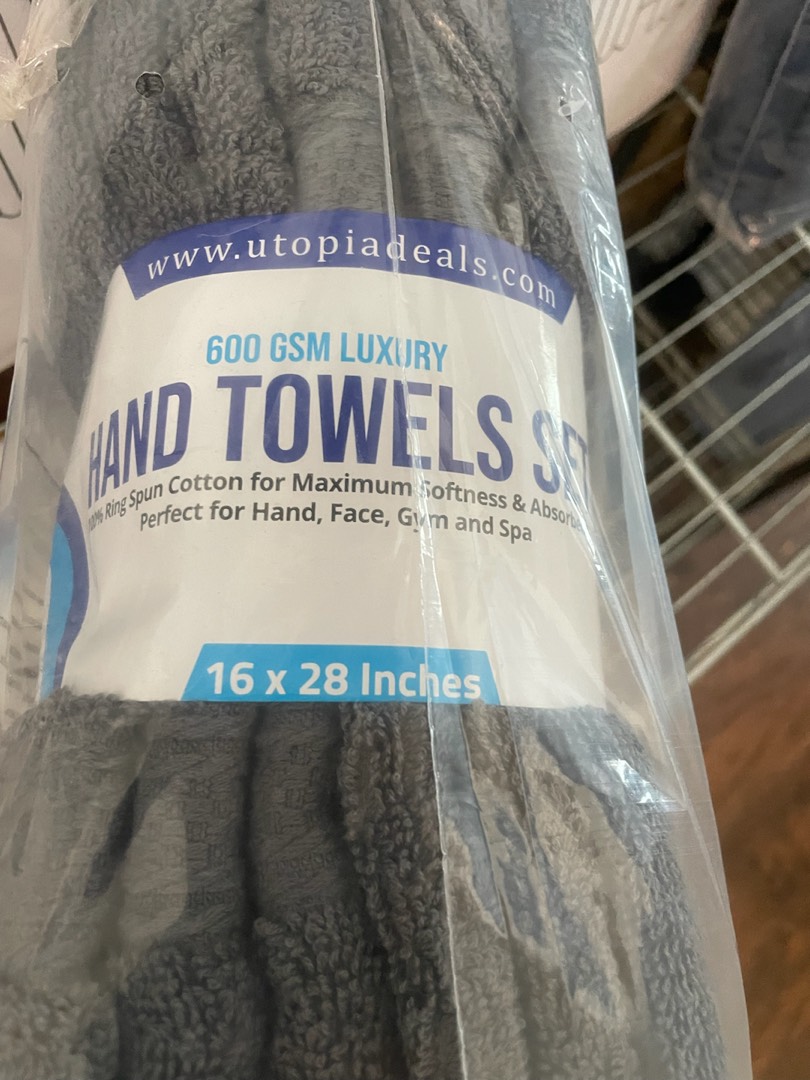 www.utopiadeals.com
600 GSM LUXURY
HAND TOWELS SET
100% Ring Spun Cotton for Maximum Softness &
Perfect for Hand, Face, Gym and Spa
16 x 28 Inches